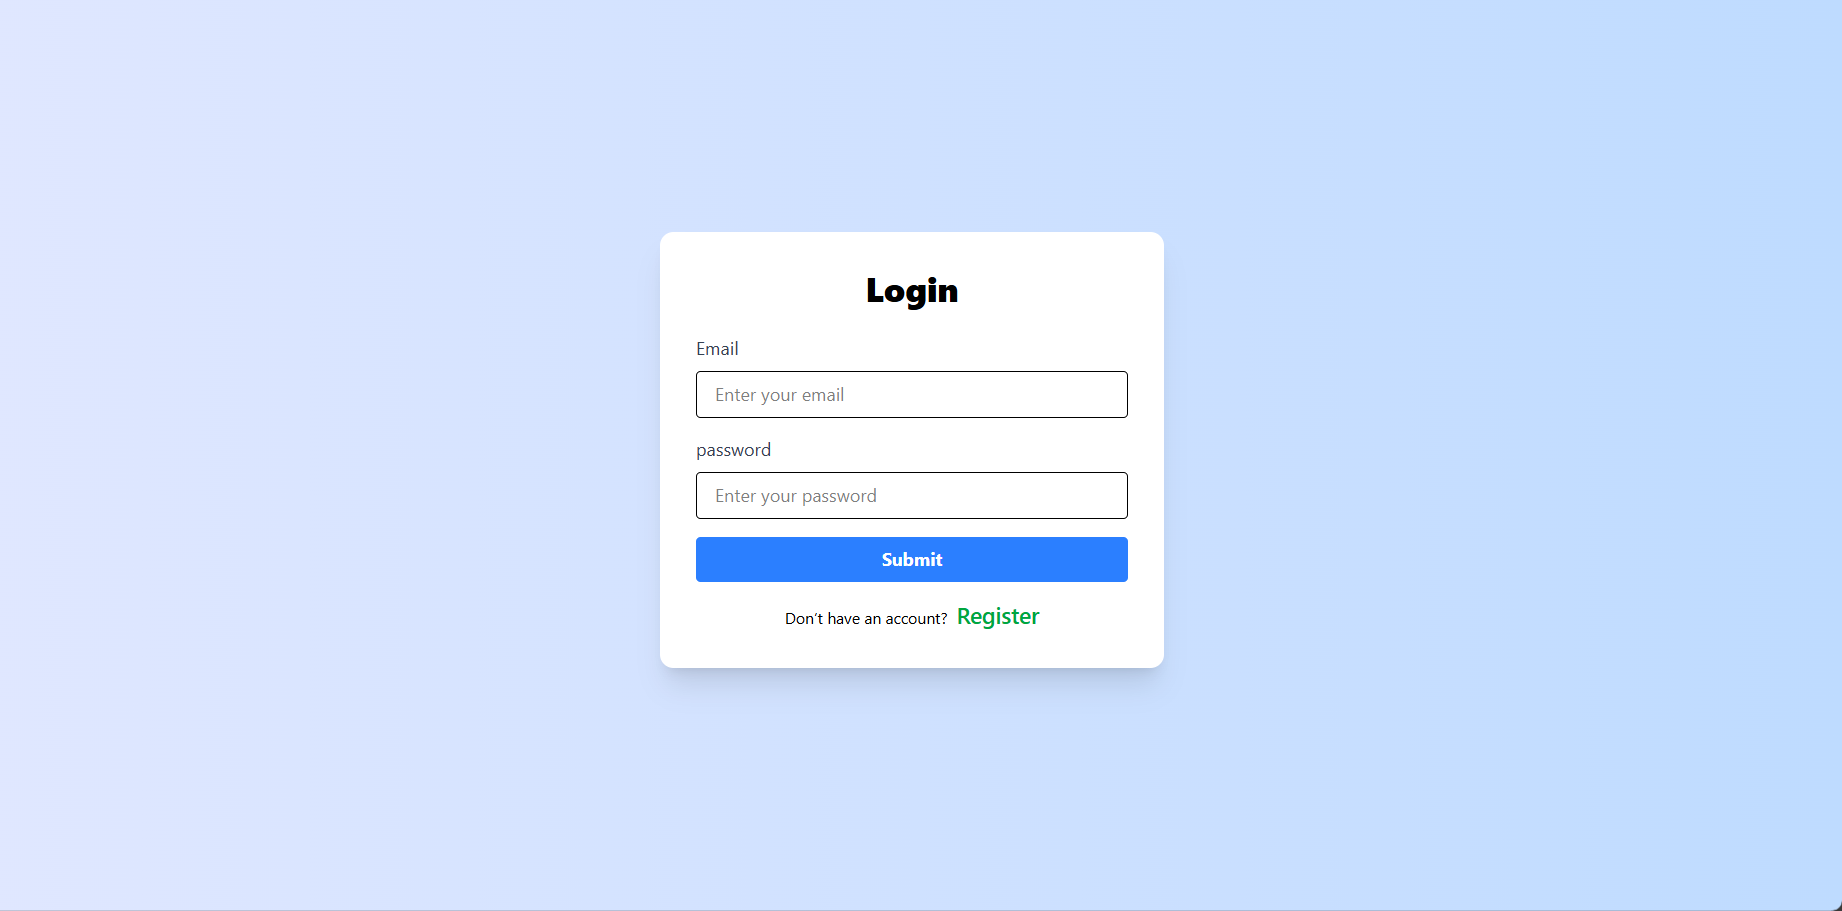 Login
Email
Enter your email
password
Enter your password
Submit
Don't have an account? Register